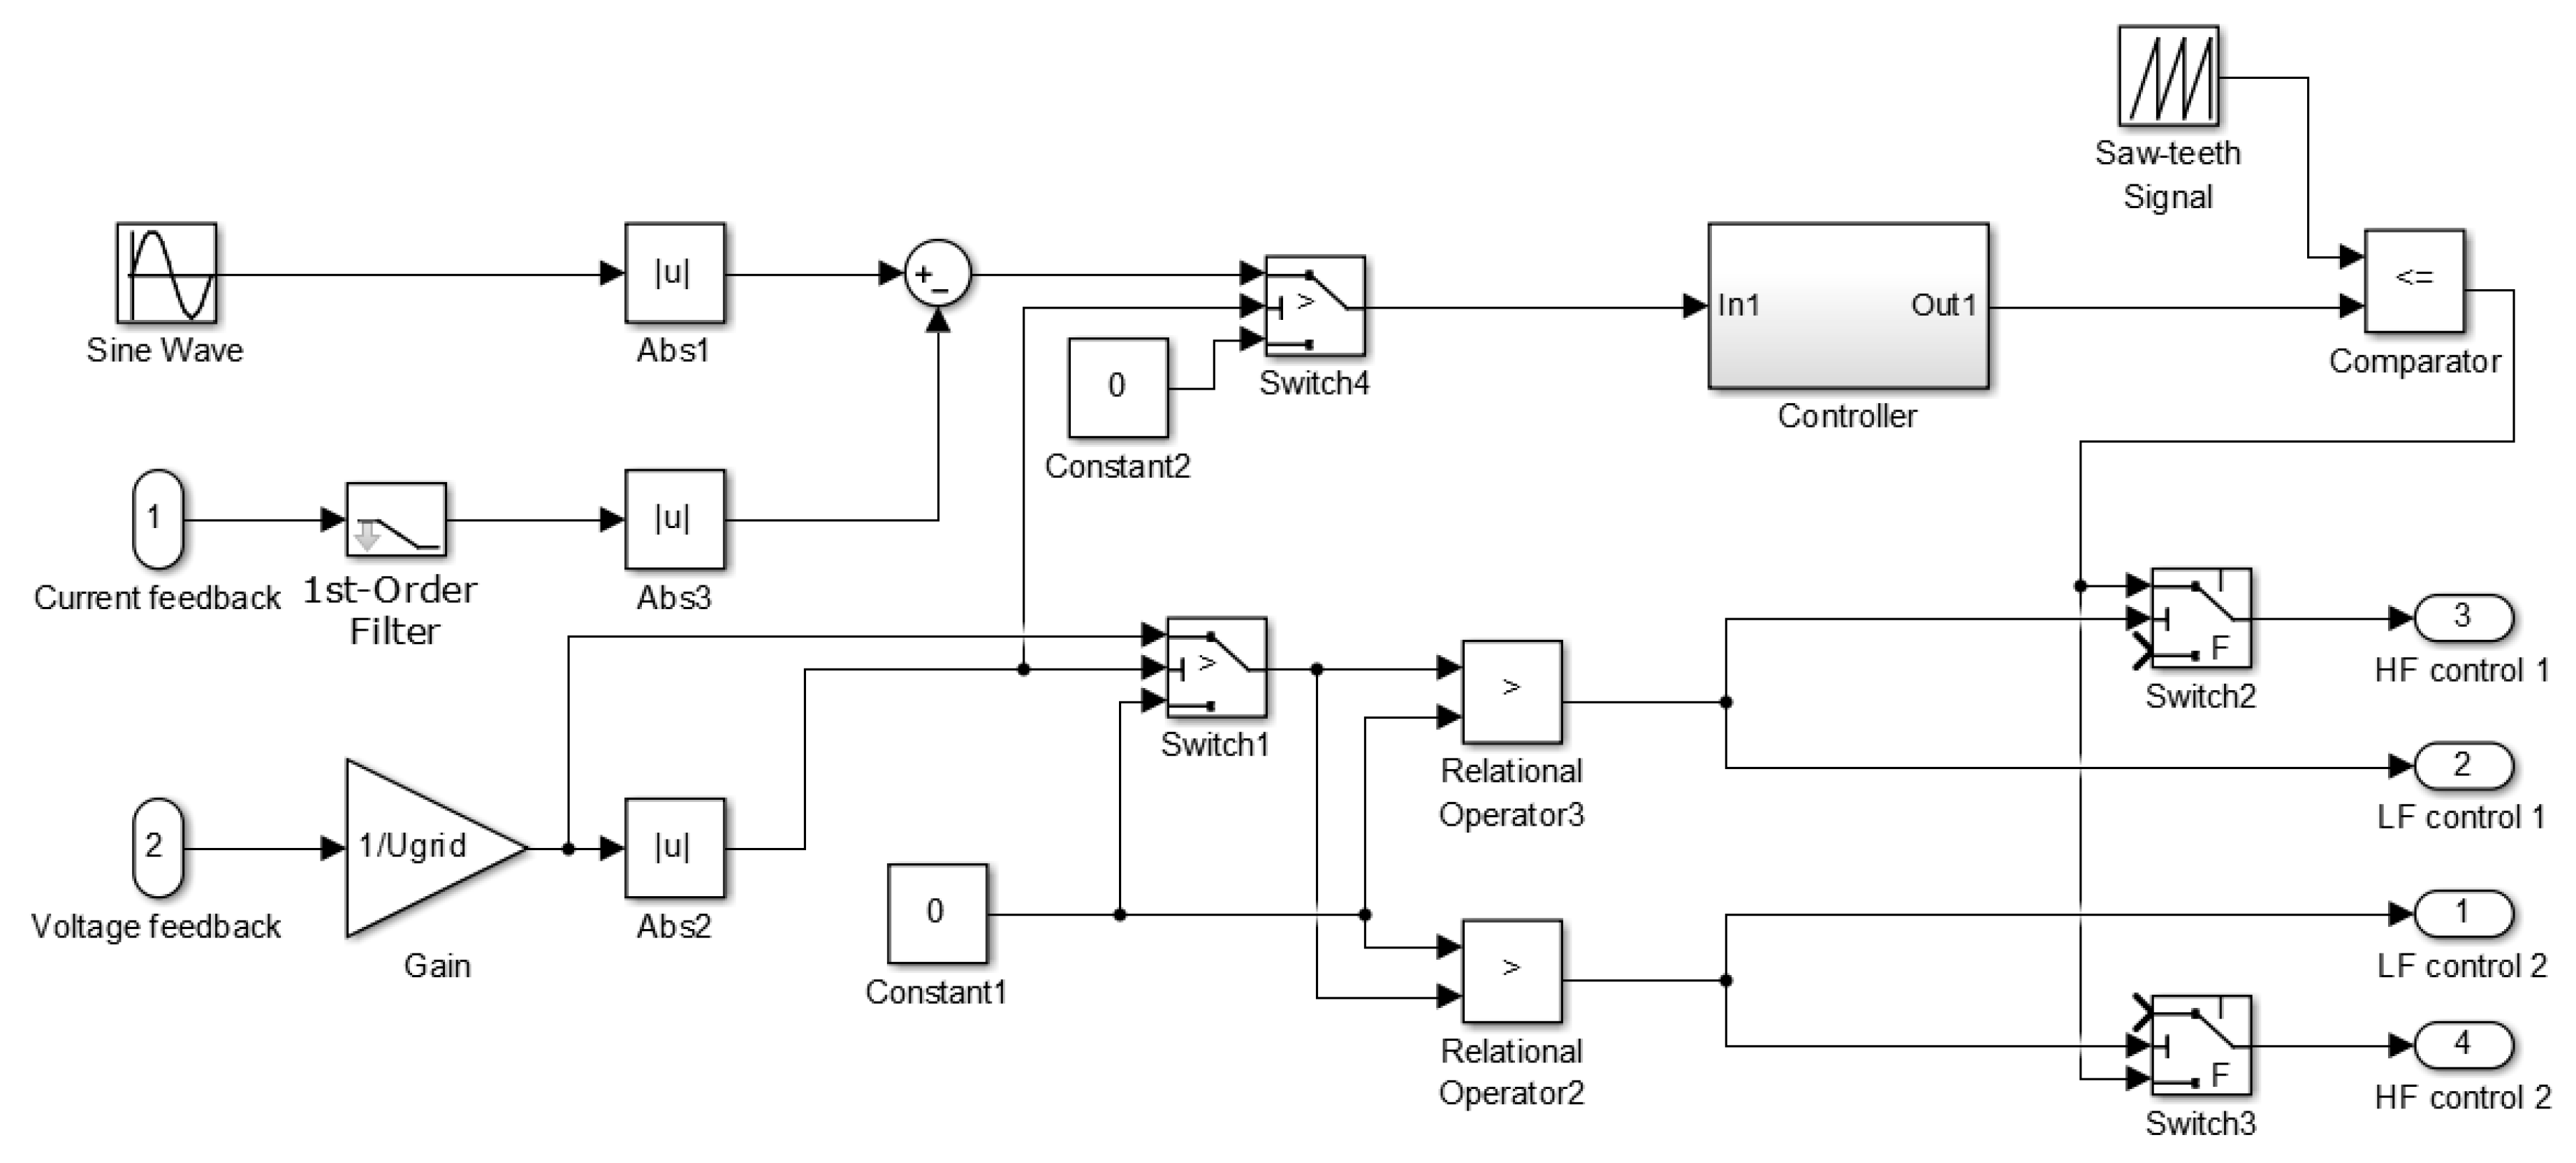 Saw-teeth
Signal
Sine Wave
|u|
Abs1
+
−
>
Switch4
0
Constant2
In1
Out1
Controller
<=
Comparator
1
Current feedback
1st-Order
Filter
|u|
Abs3
>
Switch1
>
Relational
Operator3
T
F
Switch2
3
HF control 1
2
LF control 1
2
Voltage feedback
1/Ugrid
Gain
|u|
Abs2
0
Constant1
>
Relational
Operator2
1
LF control 2
T
F
Switch3
4
HF control 2